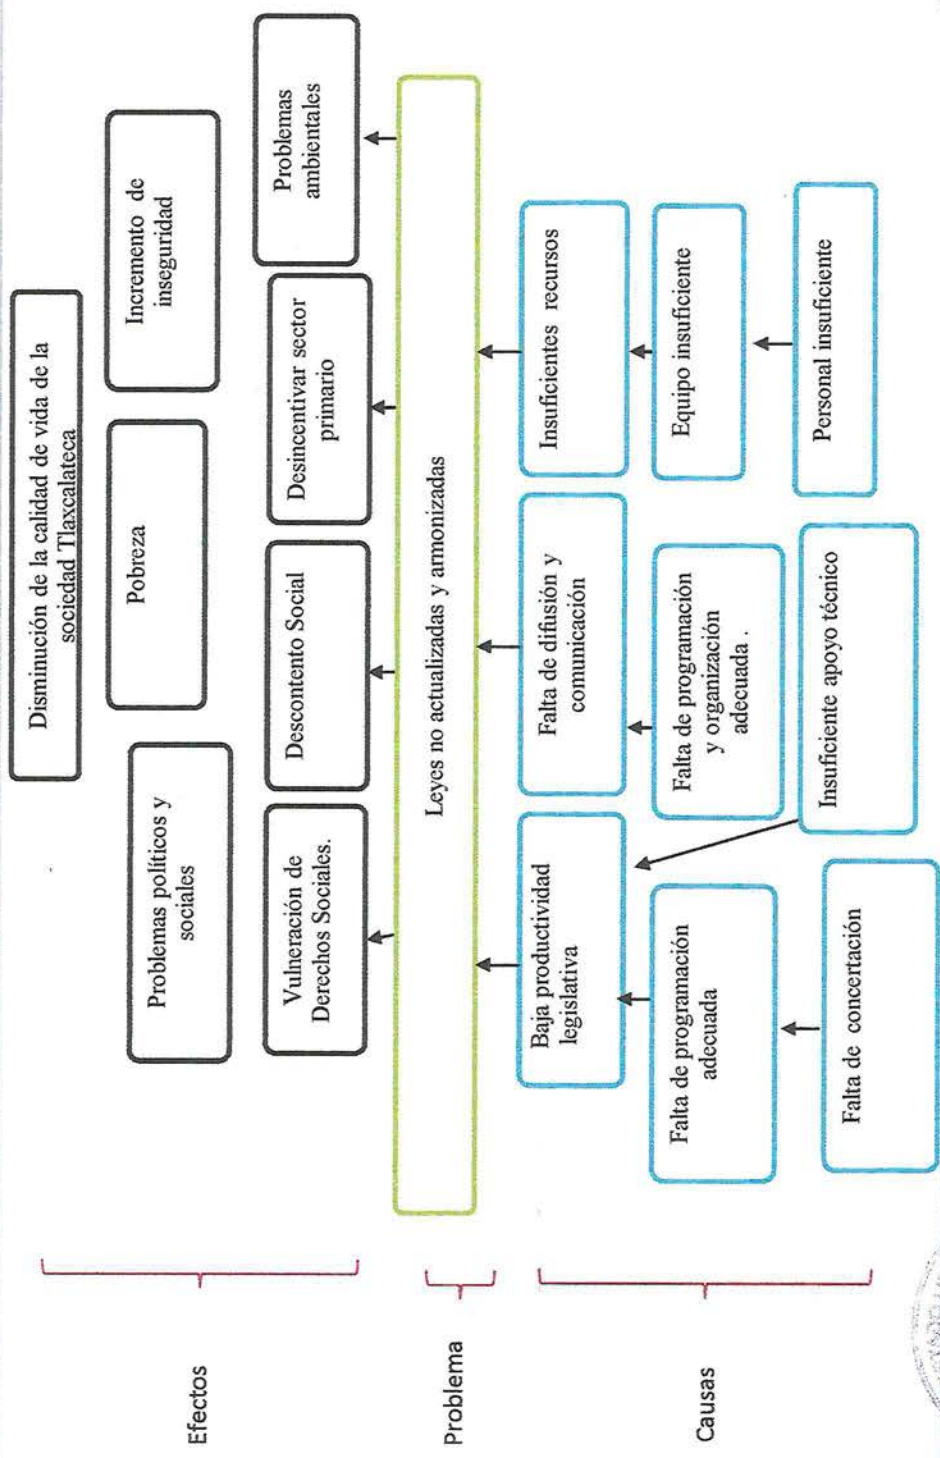 Disminución de la calidad de vida de la
sociedad Tlaxcalateca
Problemas políticos y
sociales
Pobreza
Incremento de
inseguridad
Efectos
Vulneración de
Derechos Sociales.
Descontento Social
Desincentivar sector
primario
Problemas
ambientales
Problema
Leyes no actualizadas y armonizadas
Causas
Baja productividad
legislativa
Falta de difusión y
comunicación
Insuficientes recursos
Falta de programación
adecuada
Falta de programación
y organización
adecuada .
Equipo insuficiente
Falta de concertación
Insuficiente apoyo técnico
Personal insuficiente